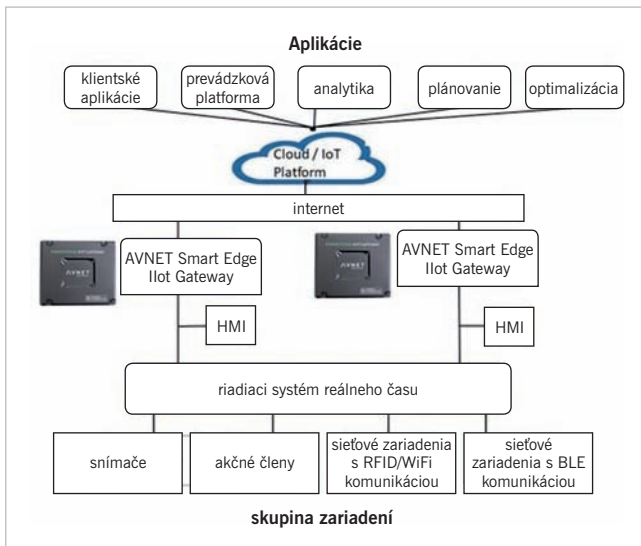 Aplikácie
klientské
aplikácie
prevádzková
platforma
analytika
plánovanie
optimalizácia
Cloud / IoT
Platform
internet
AVNET Smart Edge
IIot Gateway
AVNET Smart Edge
IIot Gateway
AVNET
AVNET
HMI
HMI
riadiaci systém reálneho času
snímače
akčné členy
sieťové zariadenia
s RFID/WiFi
komunikáciou
sieťové
zariadenia s BLE
komunikáciou
skupina zariadení